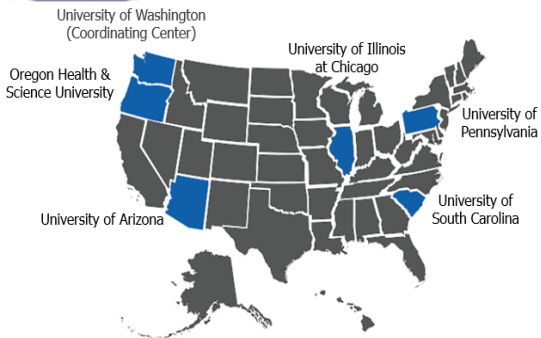 University of Washington
(Coordinating Center)
University of Illinois
at Chicago
Oregon Health &
Science University
University of
Pennsylvania
University of Arizona
University of
South Carolina